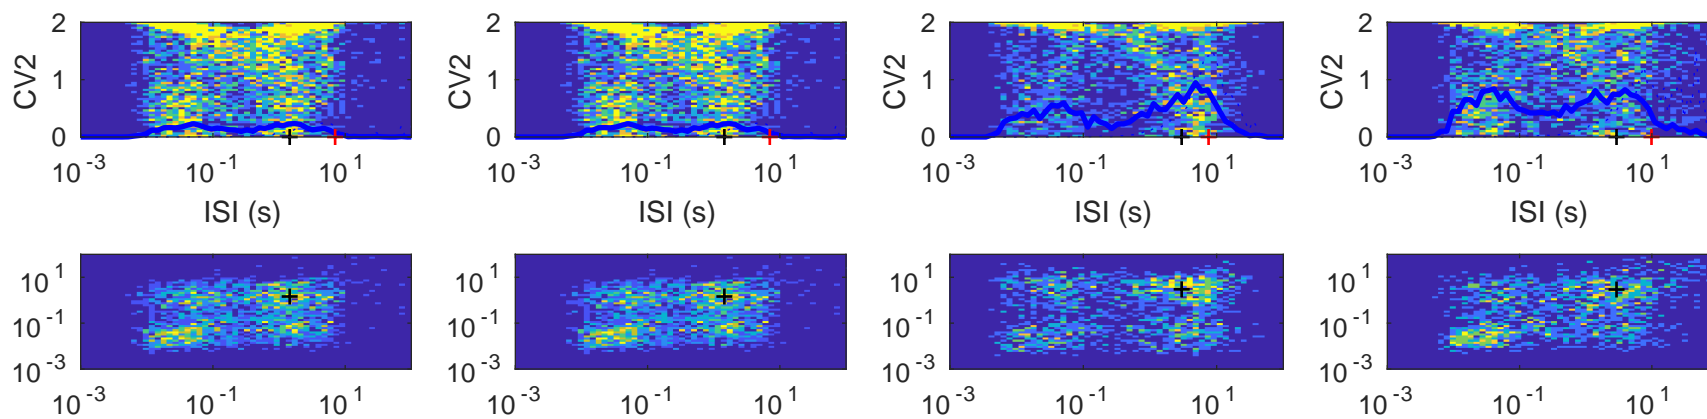 2 2 2 2
CV2 CV2 CV2 CV2
1 1 1 1
0 0 0 0
10^-3 10^-1 10^1 10^-3 10^-1 10^1 10^-3 10^-1 10^1 10^-3 10^-1 10^1
ISI (s) ISI (s) ISI (s) ISI (s)
10^1 10^1 10^1 10^1
10^-1 10^-1 10^-1 10^-1
10^-3 10^-3 10^-3 10^-3
10^-3 10^-1 10^1 10^-3 10^-1 10^1 10^-3 10^-1 10^1 10^-3 10^-1 10^1